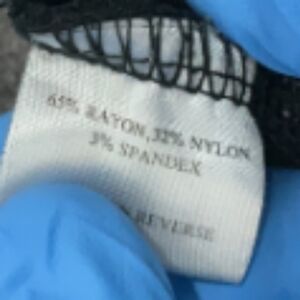 65% RAYON, 32% NYLON
3% SPANDEX
REVERSE